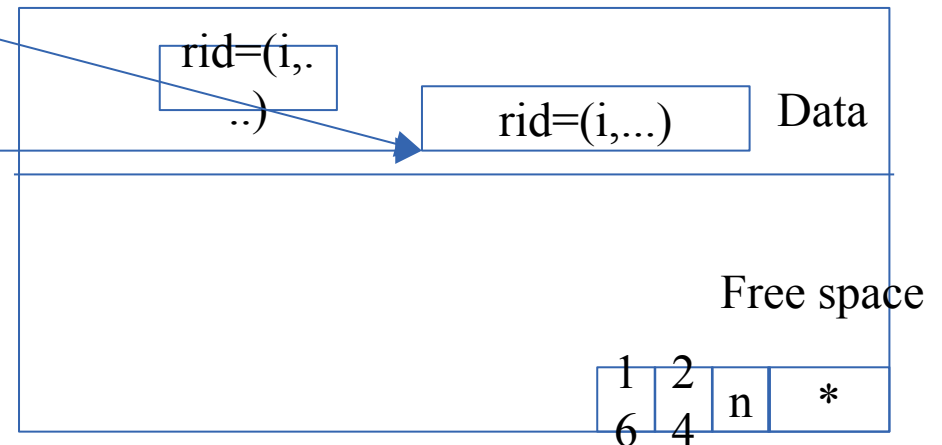 rid=(i,.
..)
rid=(i,...)
Data
Free space
1
6
2
4
n
*